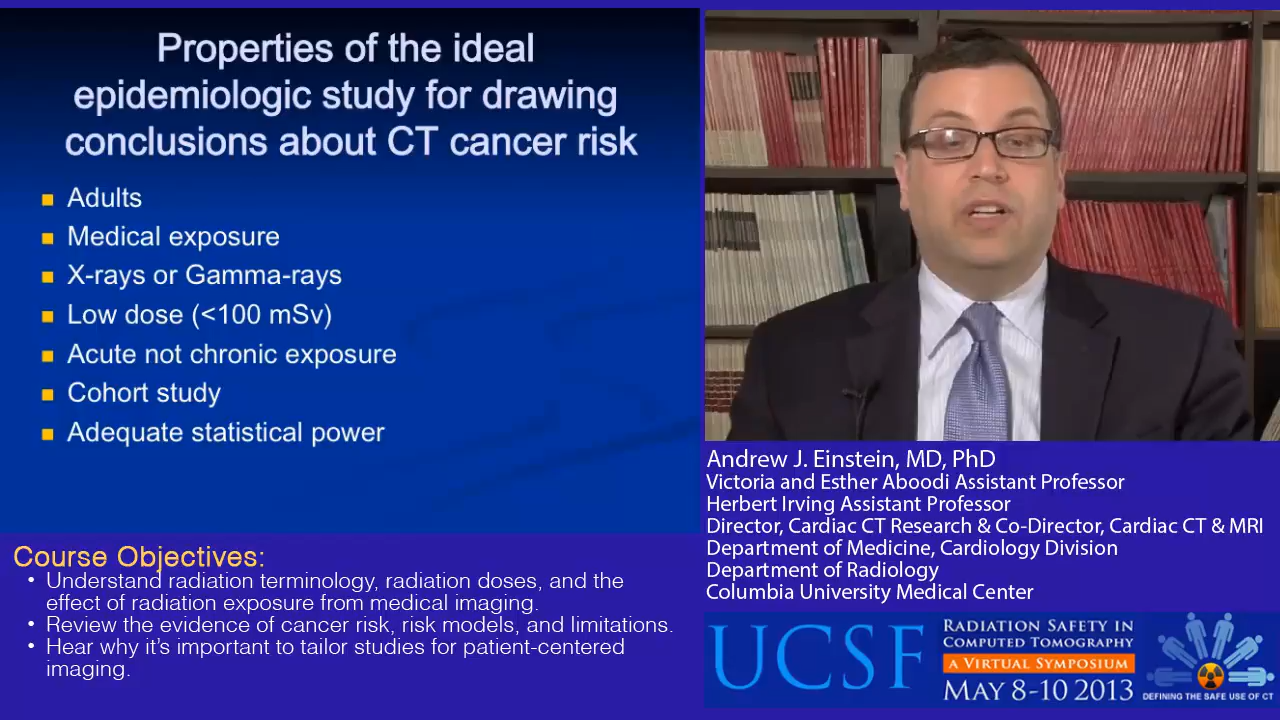 Properties of the ideal
epidemiologic study for drawing
conclusions about CT cancer risk
Adults
Medical exposure
X-rays or Gamma-rays
Low dose (<100 mSv)
Acute not chronic exposure
Cohort study
Adequate statistical power
Course Objectives:
• Understand radiation terminology, radiation doses, and the
effect of radiation exposure from medical imaging.
• Review the evidence of cancer risk, risk models, and limitations.
• Hear why it's important to tailor studies for patient-centered
imaging.
Andrew J. Einstein, MD, PhD
Victoria and Esther Aboodi Assistant Professor
Herbert Irving Assistant Professor
Director, Cardiac CT Research & Co-Director, Cardiac CT & MRI
Department of Medicine, Cardiology Division
Department of Radiology
Columbia University Medical Center
UCSF
Radiation Safety in
Computed Tomography
a Virtual Symposium
May 8-10 2013
DEFINING THE SAFE USE OF CT